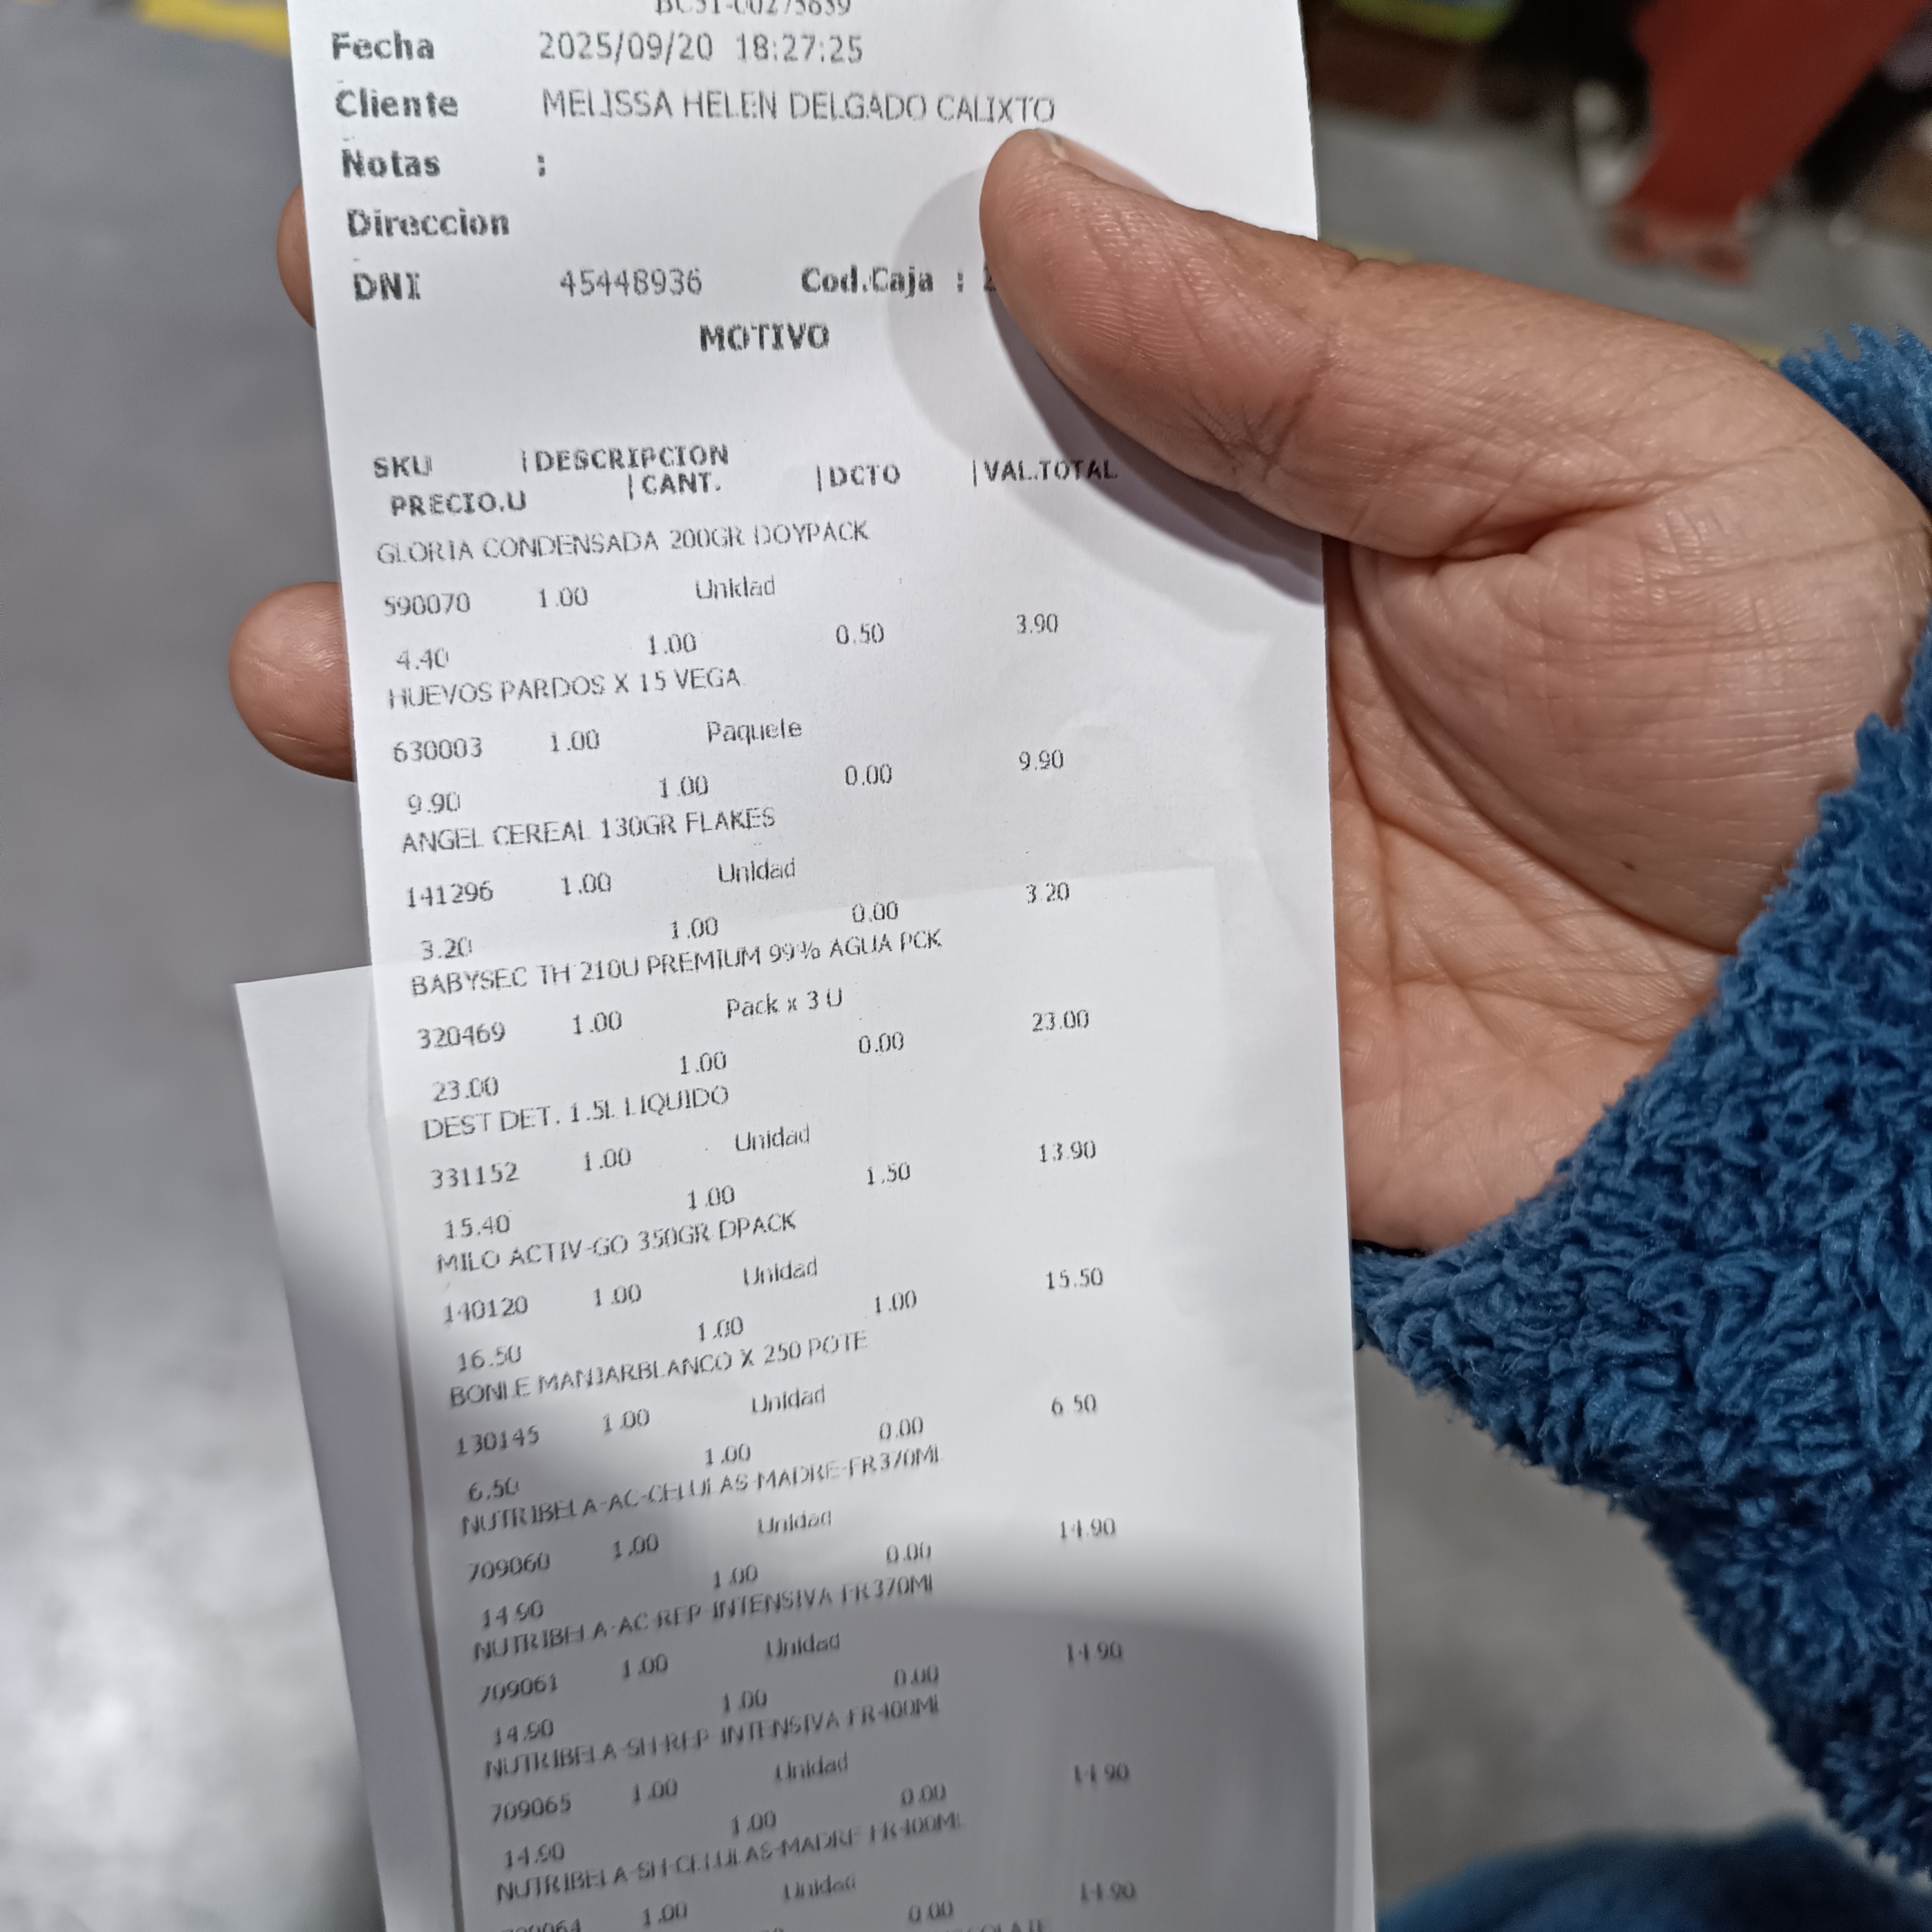 BC51-00275639
Fecha 2025/09/20 18:27:25
Cliente MELISSA HELEN DELGADO CALIXTO
Notas :
Direccion
DNI 45448936 Cod.Caja :
MOTIVO
SKU |DESCRIPCION
PRECIO.U |CANT. |DCTO |VAL.TOTAL
GLORIA CONDENSADA 200GR DOYPACK
590070 1.00 Unidad
4.40 1.00 0.50 3.90
HUEVOS PARDOS X 15 VEGA
630003 1.00 Paquete
9.90 1.00 0.00 9.90
ANGEL CEREAL 130GR FLAKES
141296 1.00 Unidad
3.20 1.00 0.00 3.20
BABYSEC TH 210U PREMIUM 99% AGUA PCK
320469 1.00 Pack x 3 U
23.00 1.00 0.00 23.00
DEST DET. 1.5L LIQUIDO
331152 1.00 Unidad
15.40 1.00 1.50 13.90
MILO ACTIV-GO 350GR DPACK
140120 1.00 Unidad
16.50 1.00 1.00 15.50
BONLE MANJARBLANCO X 250 POTE
130145 1.00 Unidad
6.50 1.00 0.00 6.50
NUTRIBELA-AC-CELULAS-MADRE-FR370ML
709060 1.00 Unidad
14.90 1.00 0.00 14.90
NUTRIBELA-AC-REP-INTENSIVA-FR370ML
709061 1.00 Unidad
14.90 1.00 0.00 14.90
NUTRIBELA-SH-REP-INTENSIVA-FR400ML
709065 1.00 Unidad
14.90 1.00 0.00 14.90
NUTRIBELA-SH-CELULAS-MADRE-FR400ML
709064 1.00 Unidad
0.00 14.90